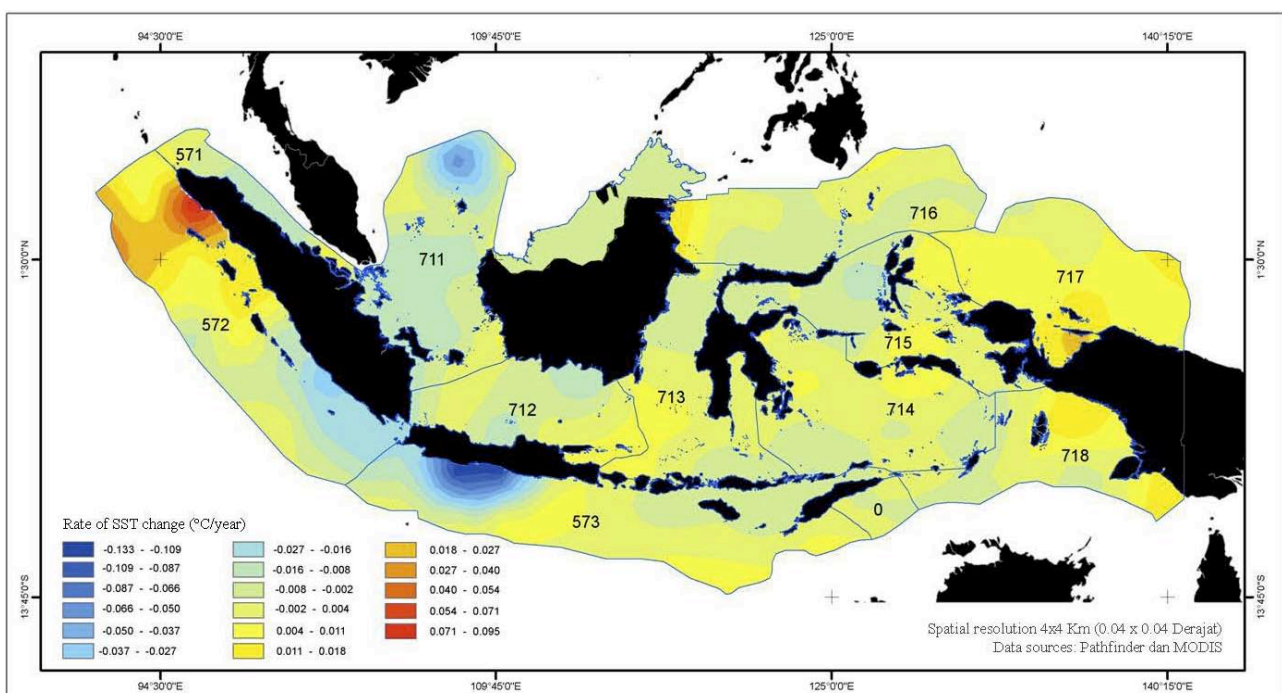 94°30'0"E 109°45'0"E 125°0'0"E 140°15'0"E
571
716
711
1°30'0"N 1°30'0"N
717
572
715
713
712
714
718
0
573
Rate of SST change (°C/year)
-0.133 - -0.109 -0.027 - -0.016 0.018 - 0.027
-0.109 - -0.087 -0.016 - -0.008 0.027 - 0.040
-0.087 - -0.066 -0.008 - -0.002 0.040 - 0.054
-0.066 - -0.050 -0.002 - 0.004 0.054 - 0.071
-0.050 - -0.037 0.004 - 0.011 0.071 - 0.095
-0.037 - -0.027 0.011 - 0.018
13°45'0"S 13°45'0"S
Spatial resolution 4x4 Km (0.04 x 0.04 Derajat)
Data sources: Pathfinder dan MODIS
94°30'0"E 109°45'0"E 125°0'0"E 140°15'0"E